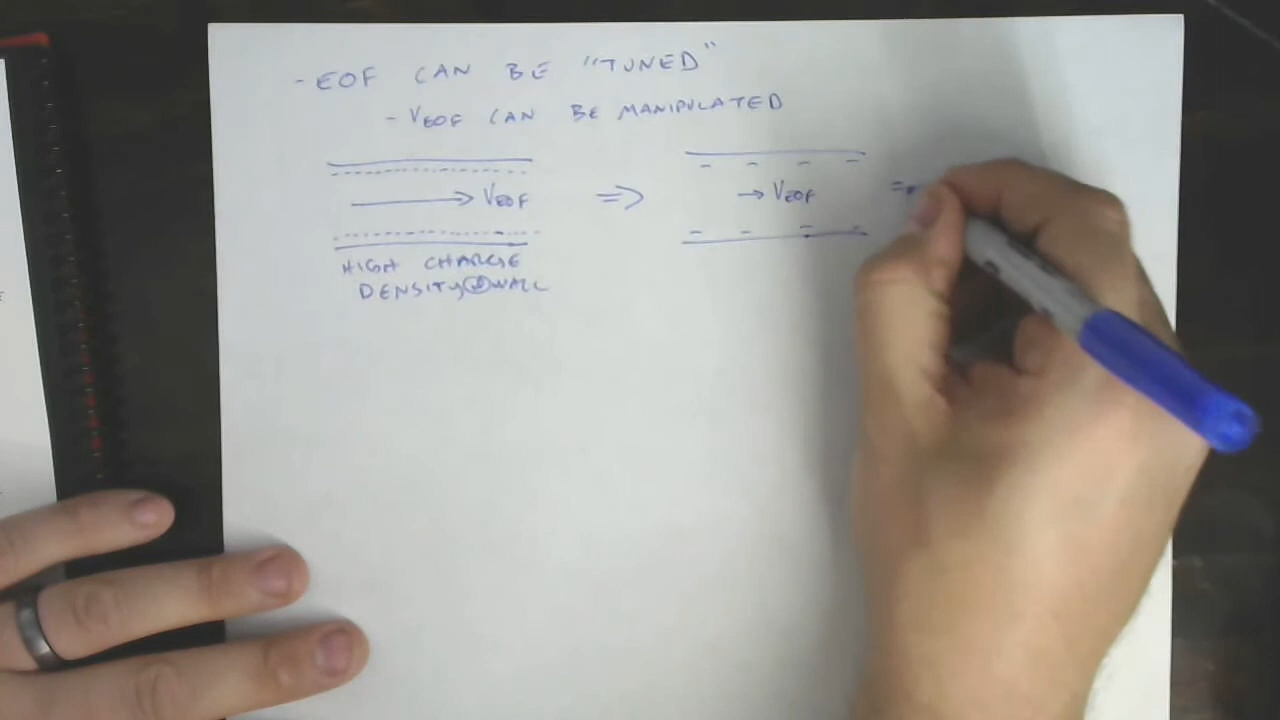 - EOF CAN BE "TUNED"
- VEOF CAN BE MANIPULATED
VEOF ⇒ → VEOF
HIGH CHARGE
DENSITY@WALL